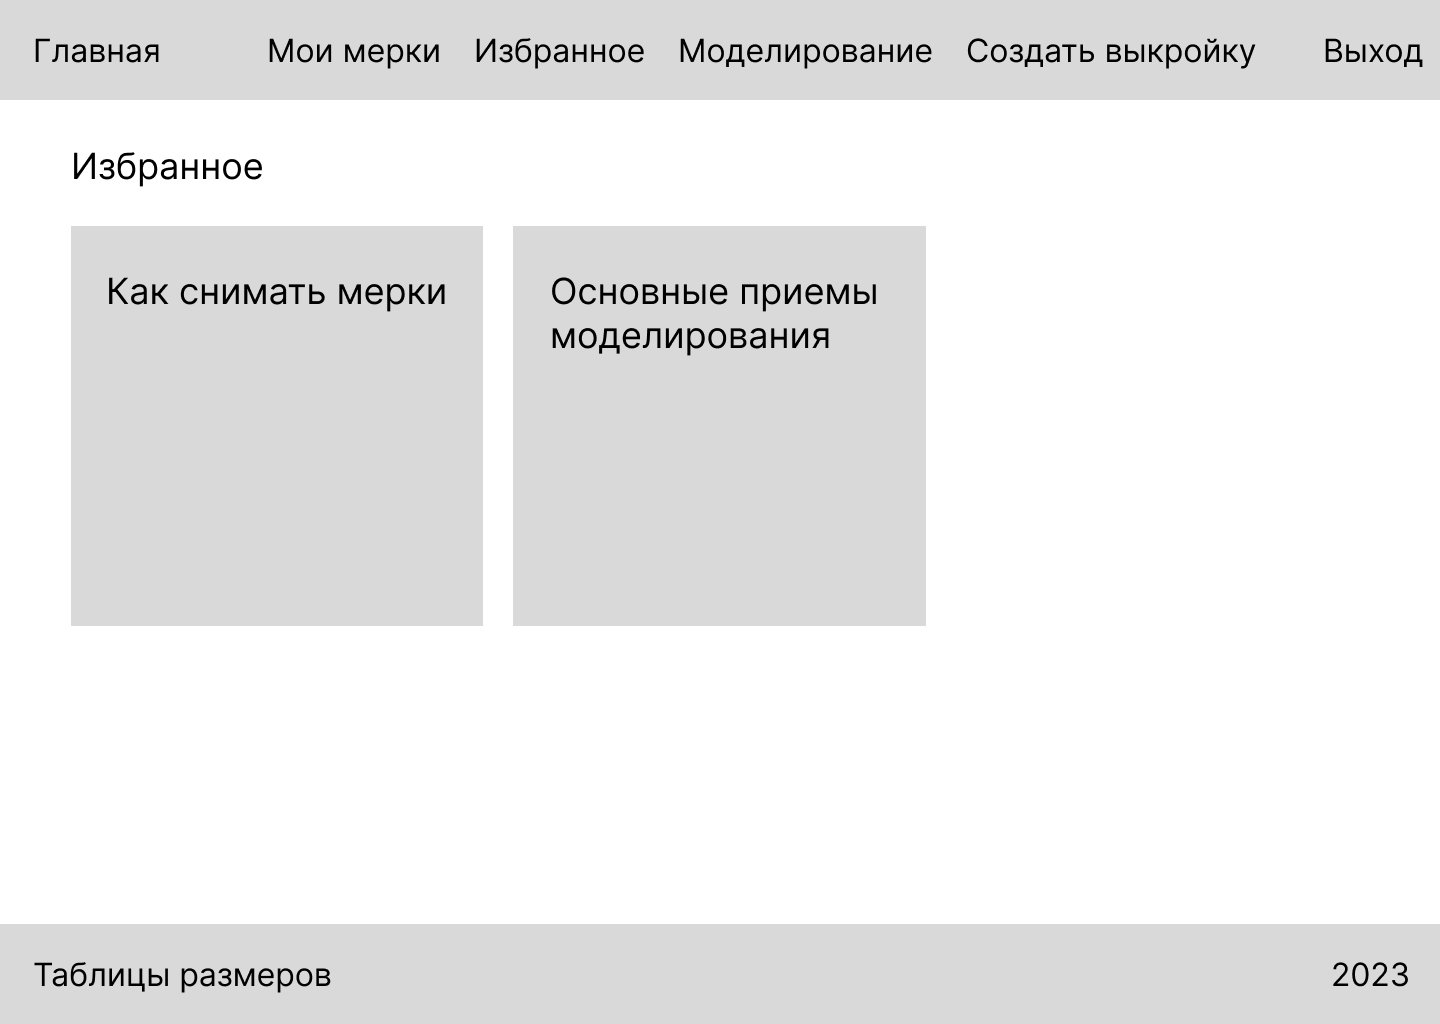 Главная Мои мерки Избранное Моделирование Создать выкройку Выход
Избранное
Как снимать мерки
Основные приемы
моделирования
Таблицы размеров 2023